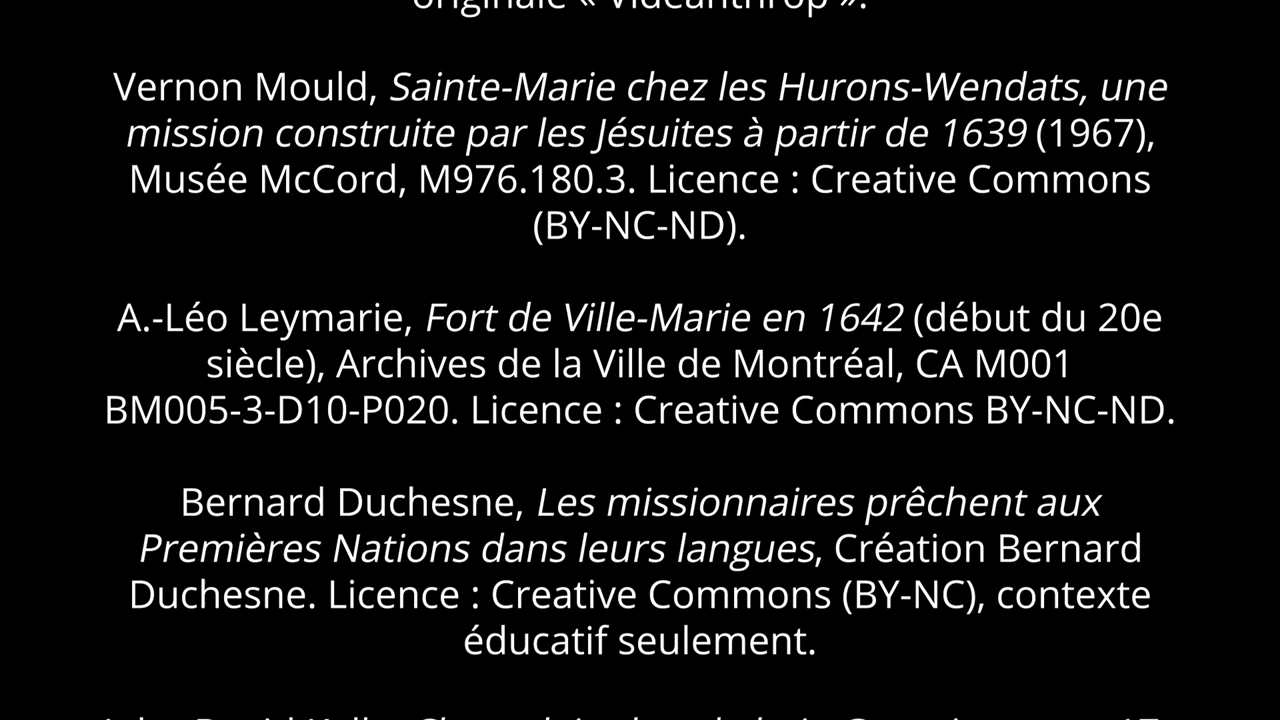 originale « Vidéanthrop ».
Vernon Mould, Sainte-Marie chez les Hurons-Wendats, une
mission construite par les Jésuites à partir de 1639 (1967),
Musée McCord, M976.180.3. Licence : Creative Commons
(BY-NC-ND).
A.-Léo Leymarie, Fort de Ville-Marie en 1642 (début du 20e
siècle), Archives de la Ville de Montréal, CA M001
BM005-3-D10-P020. Licence : Creative Commons BY-NC-ND.
Bernard Duchesne, Les missionnaires prêchent aux
Premières Nations dans leurs langues, Création Bernard
Duchesne. Licence : Creative Commons (BY-NC), contexte
éducatif seulement.